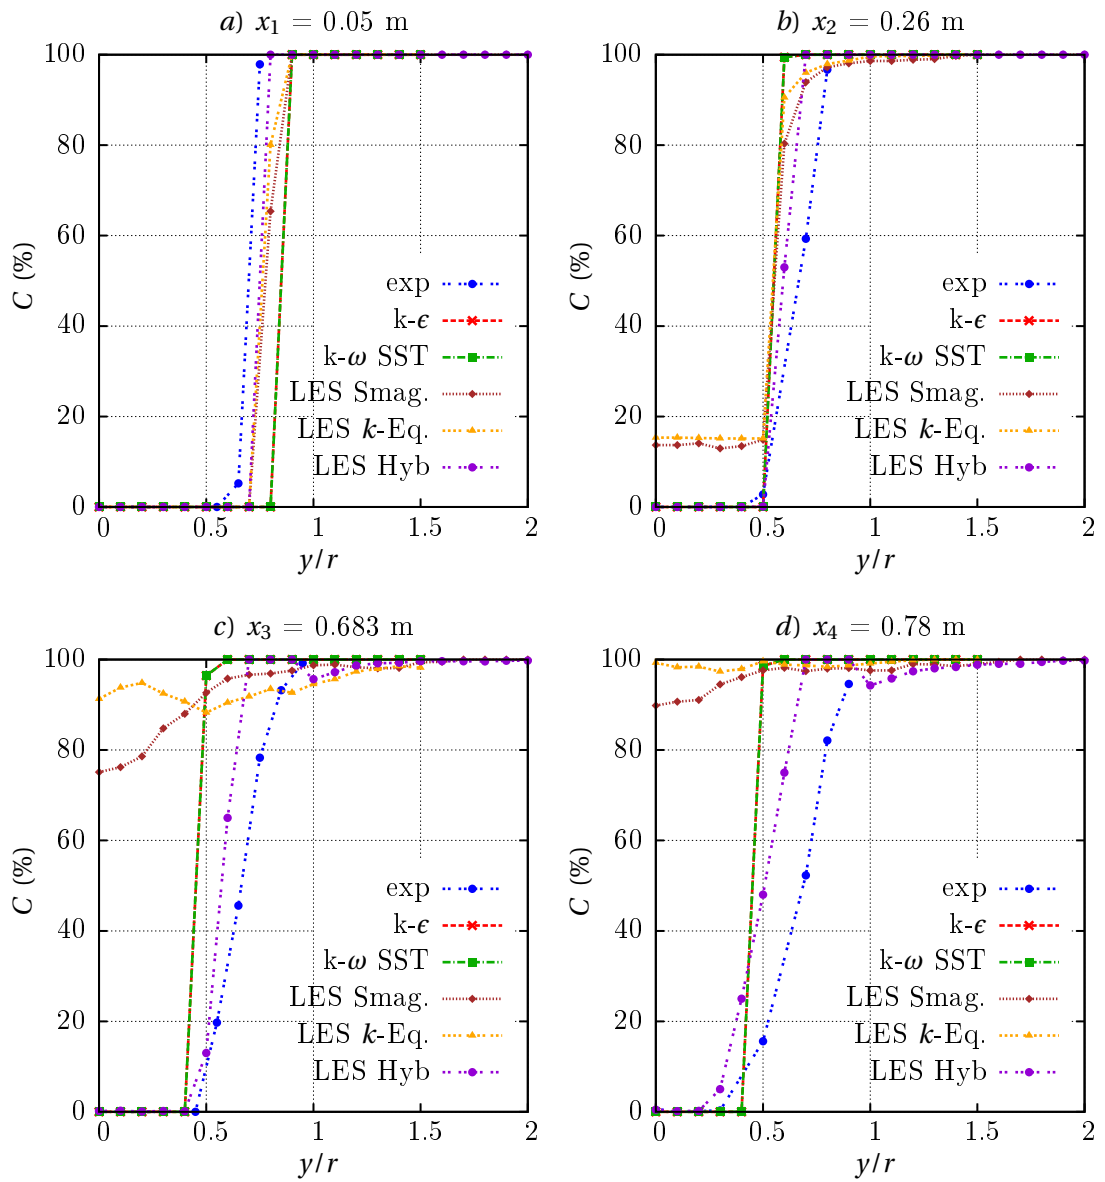 a) x₁ = 0.05 m
100
80
60
40
20
0
C (%)
exp
k-ϵ
k-ω SST
LES Smag.
LES k-Eq.
LES Hyb
0 0.5 1 1.5 2
y/r
b) x₂ = 0.26 m
100
80
60
40
20
0
C (%)
exp
k-ϵ
k-ω SST
LES Smag.
LES k-Eq.
LES Hyb
0 0.5 1 1.5 2
y/r
c) x₃ = 0.683 m
100
80
60
40
20
0
C (%)
exp
k-ϵ
k-ω SST
LES Smag.
LES k-Eq.
LES Hyb
0 0.5 1 1.5 2
y/r
d) x₄ = 0.78 m
100
80
60
40
20
0
C (%)
exp
k-ϵ
k-ω SST
LES Smag.
LES k-Eq.
LES Hyb
0 0.5 1 1.5 2
y/r